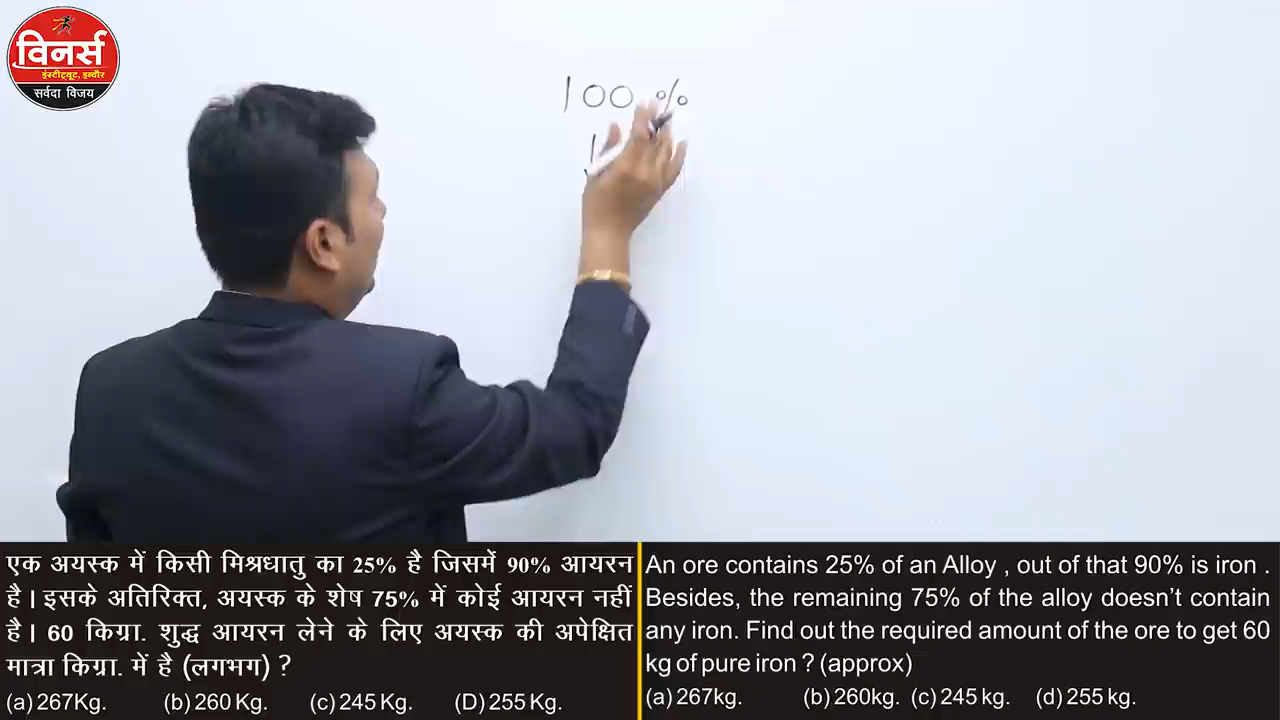 विनर्स
इंस्टीट्यूट, इन्दौर
सर्वदा विजय
100 %
एक अयस्क में किसी मिश्रधातु का 25% है जिसमें 90% आयरन
है। इसके अतिरिक्त, अयस्क के शेष 75% में कोई आयरन नहीं
है। 60 किग्रा. शुद्ध आयरन लेने के लिए अयस्क की अपेक्षित
मात्रा किग्रा. में है (लगभग) ?
(a) 267Kg. (b) 260 Kg. (c) 245 Kg. (D) 255 Kg.
An ore contains 25% of an Alloy , out of that 90% is iron .
Besides, the remaining 75% of the alloy doesn't contain
any iron. Find out the required amount of the ore to get 60
kg of pure iron ? (approx)
(a) 267kg. (b) 260kg. (c) 245 kg. (d) 255 kg.